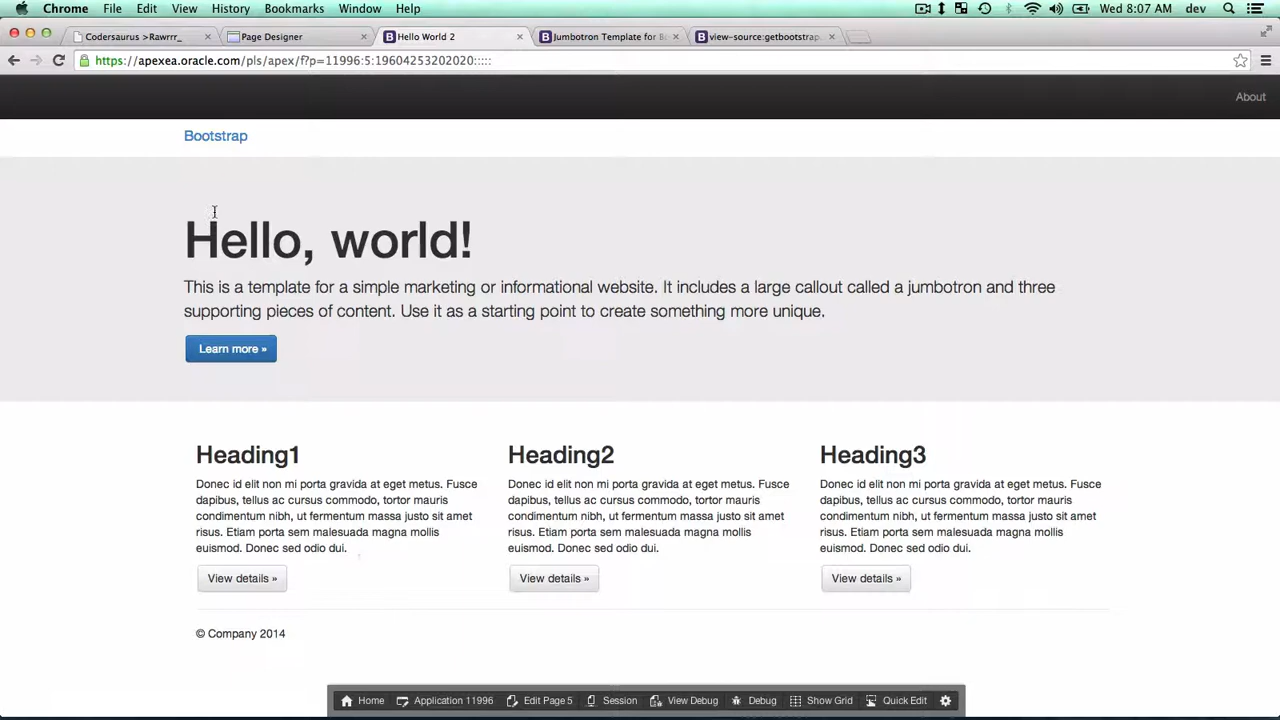 Chrome File Edit View History Bookmarks Window Help Wed 8:07 AM dev
Codersaurus >Rawrrr_ Page Designer Hello World 2 Jumbotron Template for Bo view-source:getbootstrap.
https://apexea.oracle.com/pls/apex/f?p=11996:5:19604253202020:::::
About
Bootstrap
Hello, world!
This is a template for a simple marketing or informational website. It includes a large callout called a jumbotron and three
supporting pieces of content. Use it as a starting point to create something more unique.
Learn more »
Heading1
Donec id elit non mi porta gravida at eget metus. Fusce
dapibus, tellus ac cursus commodo, tortor mauris
condimentum nibh, ut fermentum massa justo sit amet
risus. Etiam porta sem malesuada magna mollis
euismod. Donec sed odio dui.
View details »
Heading2
Donec id elit non mi porta gravida at eget metus. Fusce
dapibus, tellus ac cursus commodo, tortor mauris
condimentum nibh, ut fermentum massa justo sit amet
risus. Etiam porta sem malesuada magna mollis
euismod. Donec sed odio dui.
View details »
Heading3
Donec id elit non mi porta gravida at eget metus. Fusce
dapibus, tellus ac cursus commodo, tortor mauris
condimentum nibh, ut fermentum massa justo sit amet
risus. Etiam porta sem malesuada magna mollis
euismod. Donec sed odio dui.
View details »
© Company 2014
Home Application 11996 Edit Page 5 Session View Debug Debug Show Grid Quick Edit